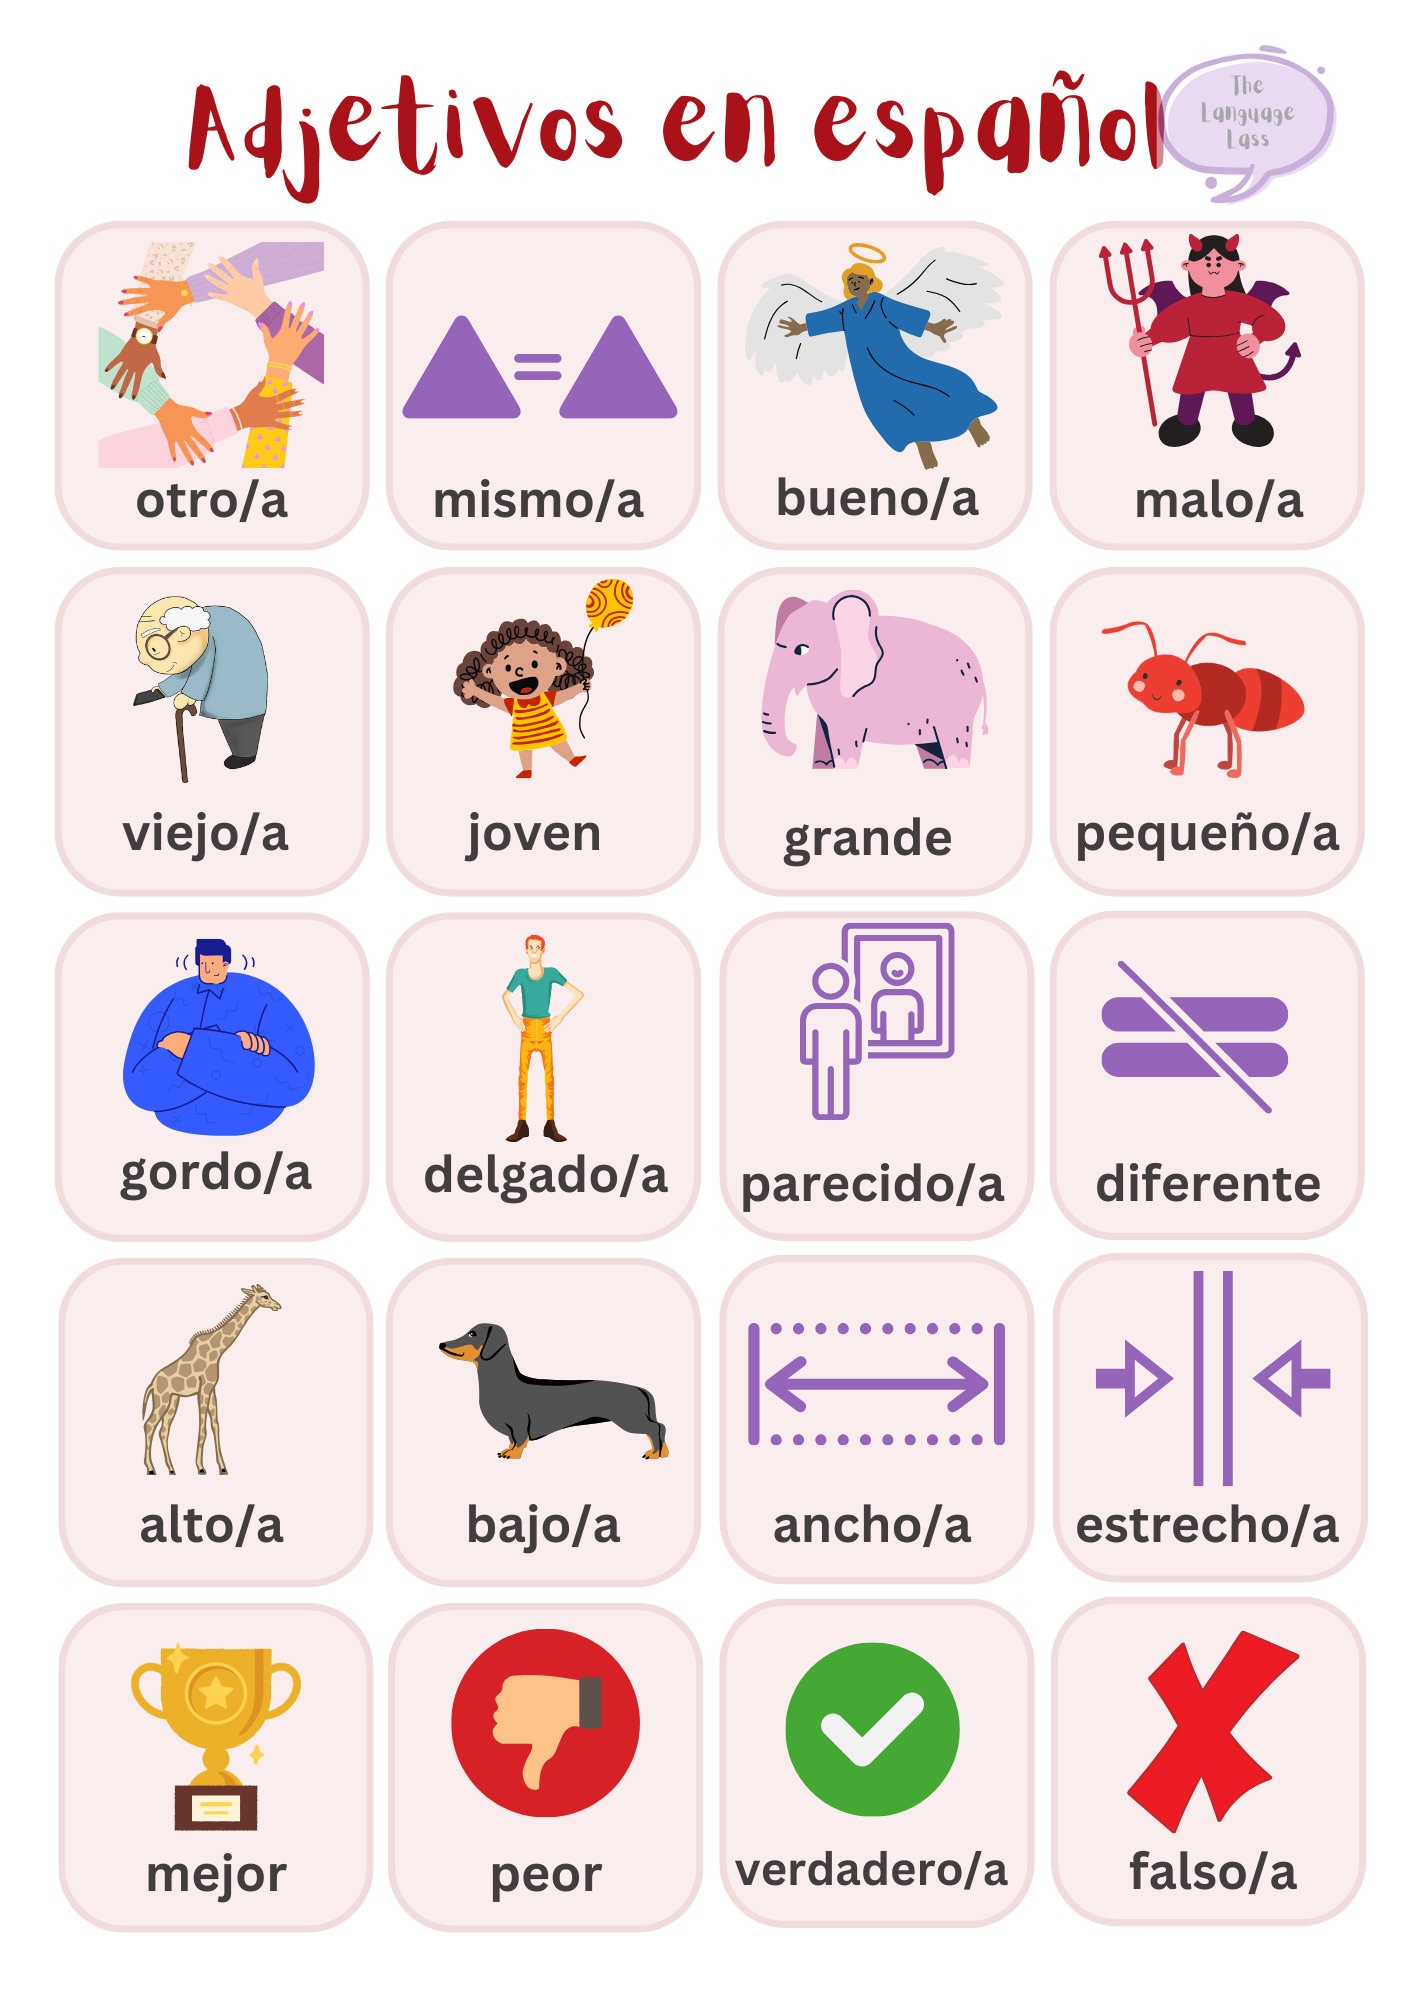 Adjetivos en español
The
Language
Lass
otro/a
mismo/a
bueno/a
malo/a
viejo/a
joven
grande
pequeño/a
gordo/a
delgado/a
parecido/a
diferente
alto/a
bajo/a
ancho/a
estrecho/a
mejor
peor
verdadero/a
falso/a